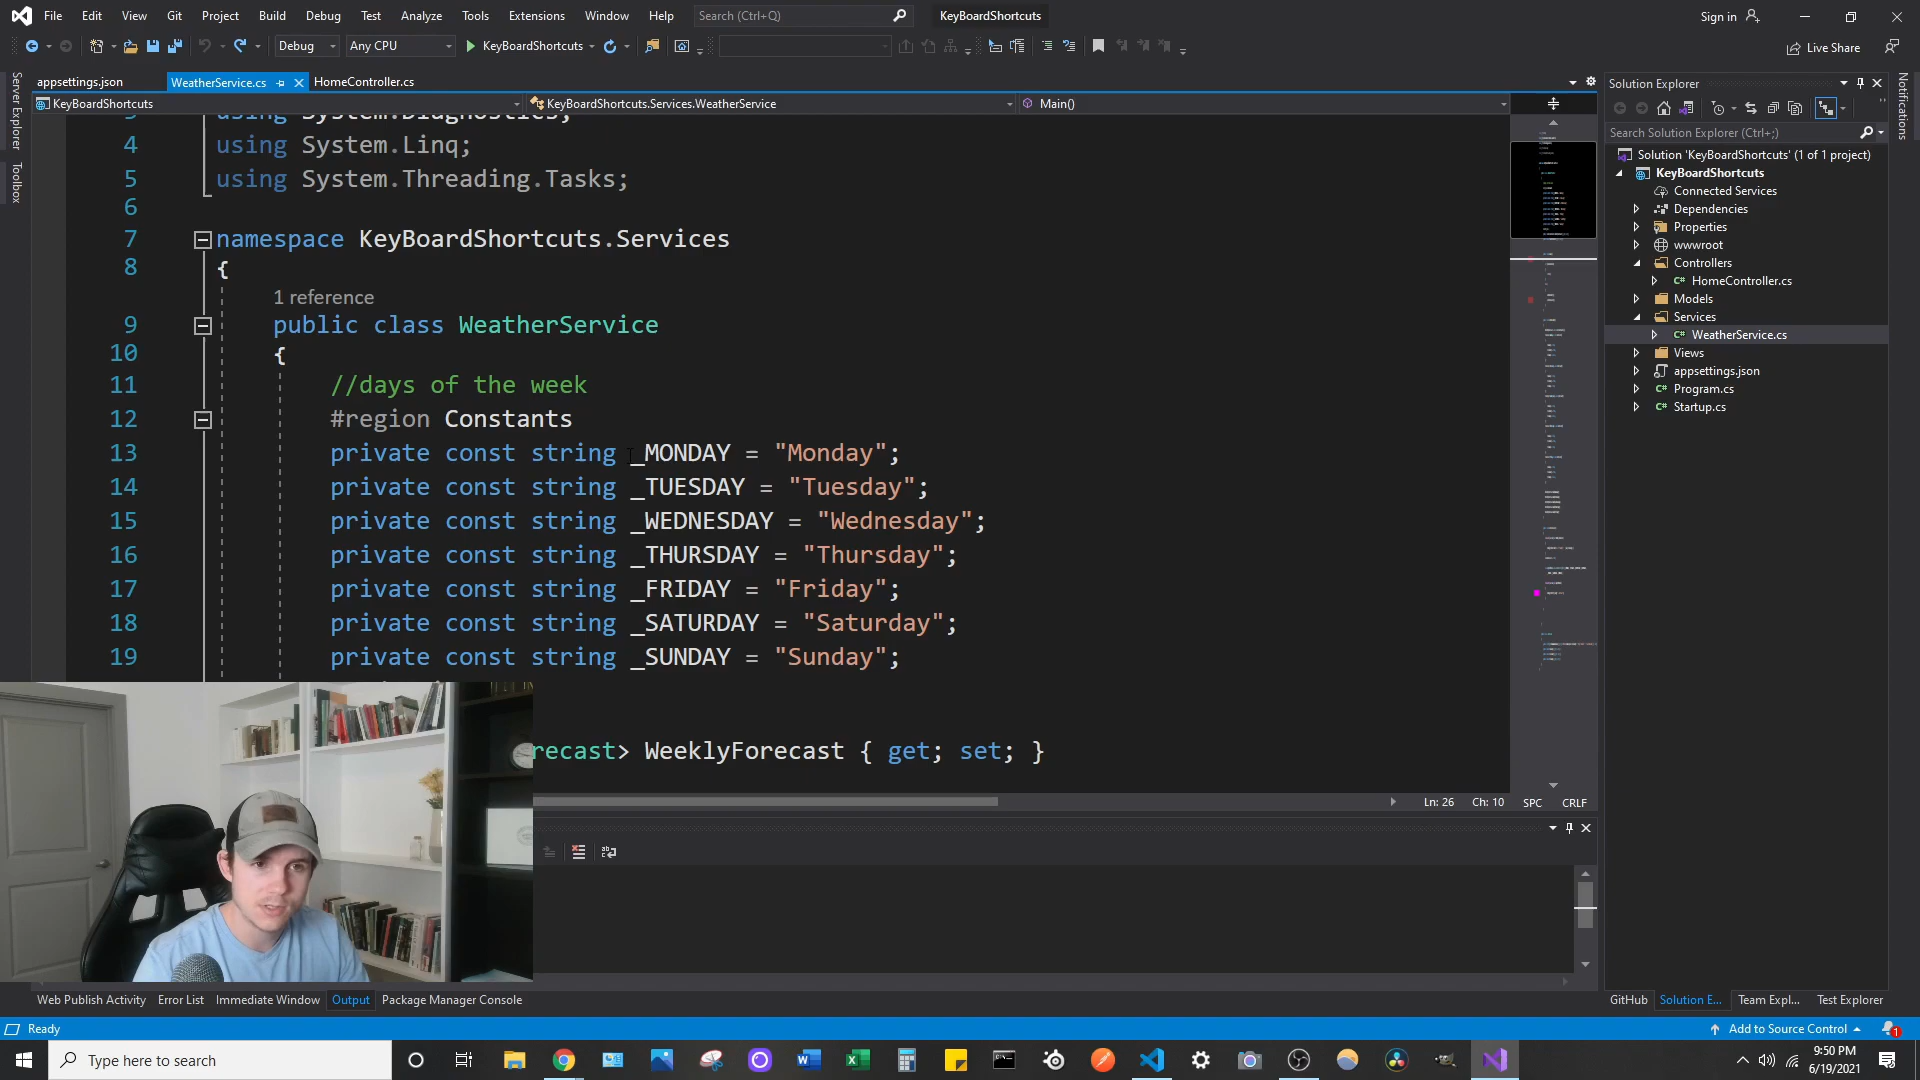 File Edit View Git Project Build Debug Test Analyze Tools Extensions Window Help Search (Ctrl+Q) KeyBoardShortcuts Sign in
Debug Any CPU KeyBoardShortcuts Live Share
appsettings.json WeatherService.cs HomeController.cs
KeyBoardShortcuts KeyBoardShortcuts.Services.WeatherService Main()
3 using System.Diagnostics;
4 using System.Linq;
5 using System.Threading.Tasks;
6
7 namespace KeyBoardShortcuts.Services
8 {
1 reference
9 public class WeatherService
10 {
11 //days of the week
12 #region Constants
13 private const string _MONDAY = "Monday";
14 private const string _TUESDAY = "Tuesday";
15 private const string _WEDNESDAY = "Wednesday";
16 private const string _THURSDAY = "Thursday";
17 private const string _FRIDAY = "Friday";
18 private const string _SATURDAY = "Saturday";
19 private const string _SUNDAY = "Sunday";
recast> WeeklyForecast { get; set; }
Ln: 26 Ch: 10 SPC CRLF
Server Explorer
Toolbox
Solution Explorer
Search Solution Explorer (Ctrl+;)
Solution 'KeyBoardShortcuts' (1 of 1 project)
KeyBoardShortcuts
Connected Services
Dependencies
Properties
wwwroot
Controllers
C# HomeController.cs
Models
Services
C# WeatherService.cs
Views
appsettings.json
C# Program.cs
C# Startup.cs
Notifications
Web Publish Activity Error List Immediate Window Output Package Manager Console
GitHub Solution E... Team Expl... Test Explorer
Ready Add to Source Control 1
Type here to search
9:50 PM
6/19/2021